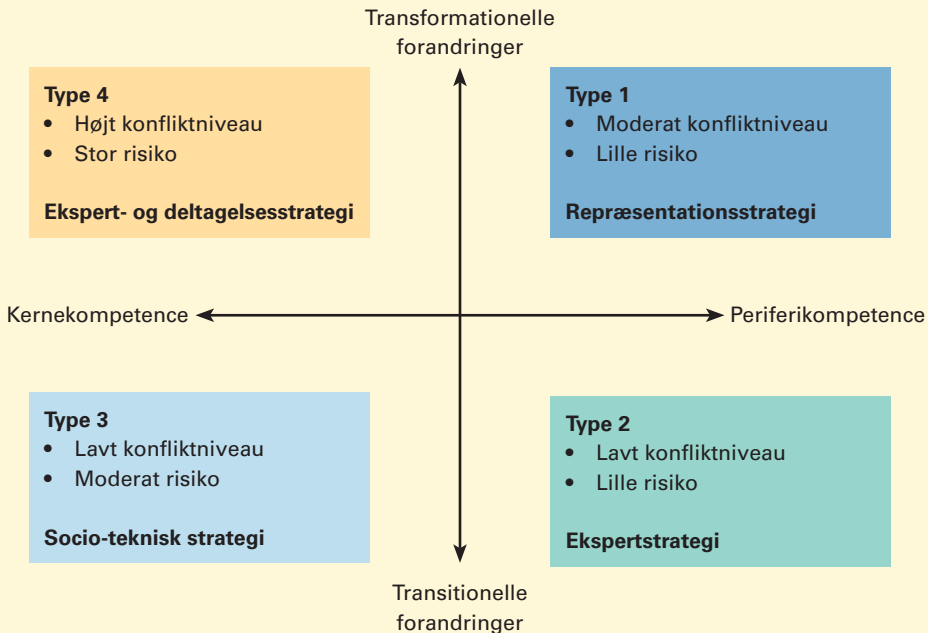 Transformationelle
forandringer
Type 4
• Højt konfliktniveau
• Stor risiko
Ekspert- og deltagelsesstrategi
Type 1
• Moderat konfliktniveau
• Lille risiko
Repræsentationsstrategi
Kernekompetence
Periferikompetence
Type 3
• Lavt konfliktniveau
• Moderat risiko
Socio-teknisk strategi
Type 2
• Lavt konfliktniveau
• Lille risiko
Ekspertstrategi
Transitionelle
forandringer